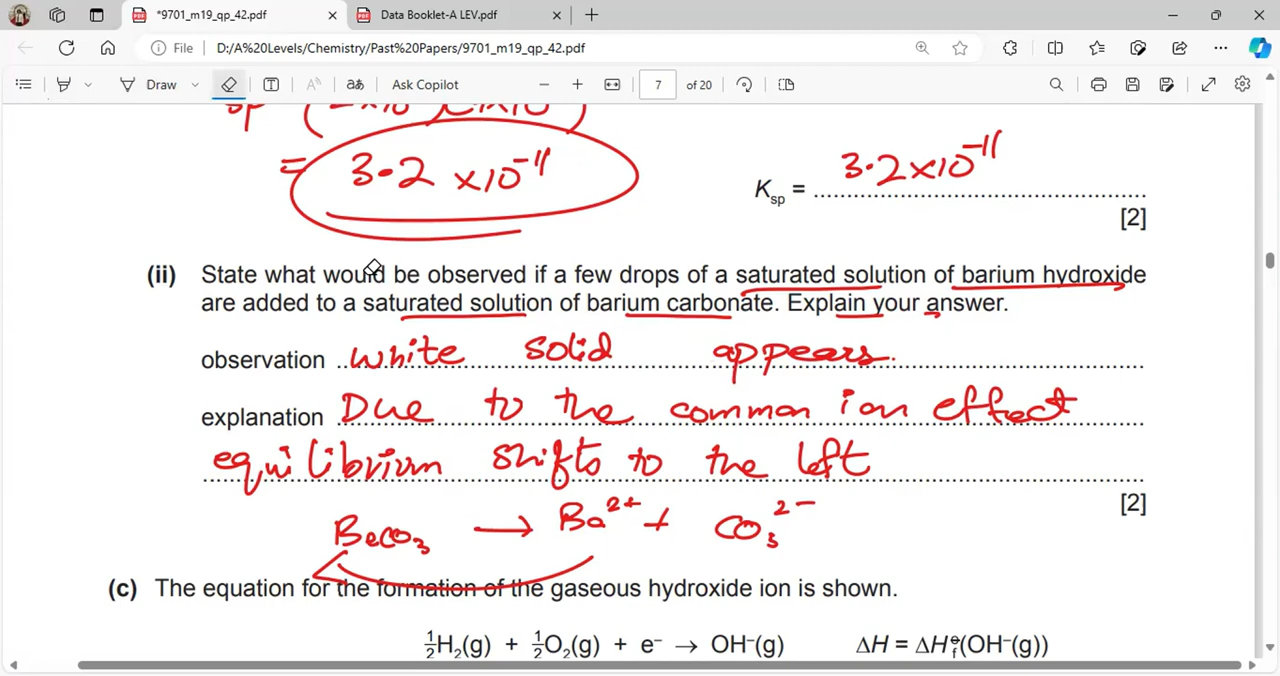 *9701_m19_qp_42.pdf
Data Booklet-A LEV.pdf
File D:/A%20Levels/Chemistry/Past%20Papers/9701_m19_qp_42.pdf
Draw Ask Copilot 7 of 20
= 3.2 ×10⁻¹¹
Ksp = 3.2×10⁻¹¹
[2]
(ii) State what would be observed if a few drops of a saturated solution of barium hydroxide
are added to a saturated solution of barium carbonate. Explain your answer.
observation white solid appears.
explanation Due to the common ion effect
equilibrium shifts to the left
[2]
BaCO₃ → Ba²⁺ + CO₃²⁻
(c) The equation for the formation of the gaseous hydroxide ion is shown.
½H₂(g) + ½O₂(g) + e⁻ → OH⁻(g) ΔH = ΔH⦵f(OH⁻(g))